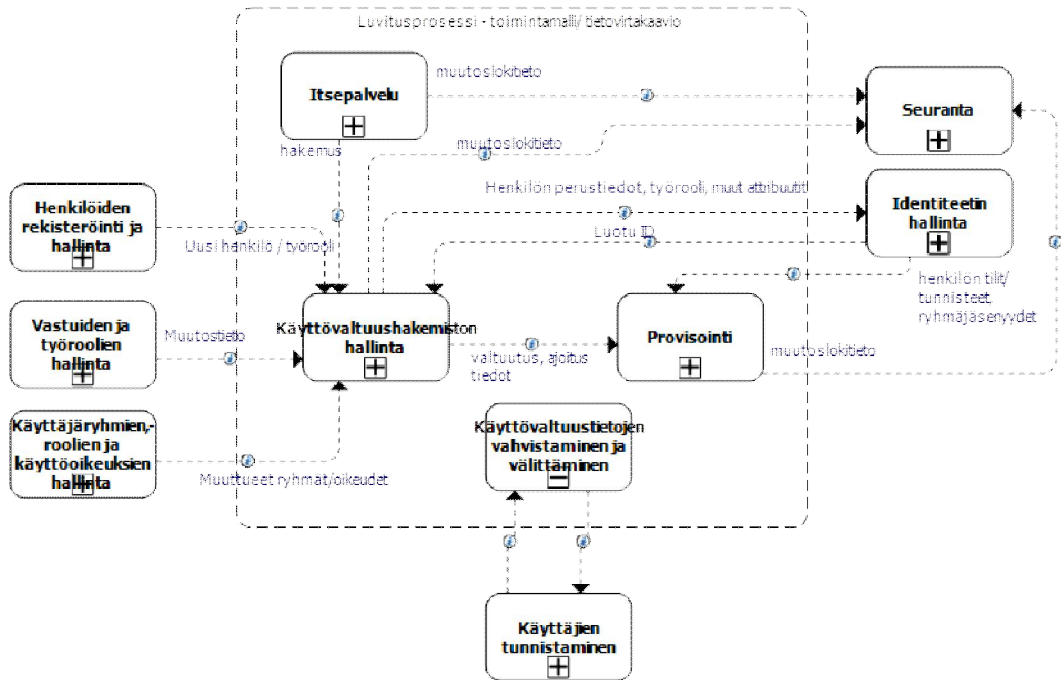 Luvitusprosessi - toimintamalli/ tietovirtakaavio
muutoslokitieto
Itsepalvelu
Seuranta
hakemus
muutoslokitieto
Henkilön perustiedot, työrooli, muut attribuutit
Henkilöiden
rekisteröinti ja
hallinta
Identiteetin
hallinta
Uusi henkilö / työrooli
Luotu ID
henkilön tilit/
tunnisteet,
ryhmäjäsenyydet
Vastuiden ja
työroolien
hallinta
Muutostieto
Käyttövaltuushakemiston
hallinta
valtuutus, ajoitus
tiedot
Provisointi
muutoslokitieto
Käyttäjäryhmien,-
roolien ja
käyttöoikeuksien
hallinta
Muuttueet ryhmät/oikeudet
Käyttövaltuustietojen
vahvistaminen ja
välittäminen
Käyttäjien
tunnistaminen